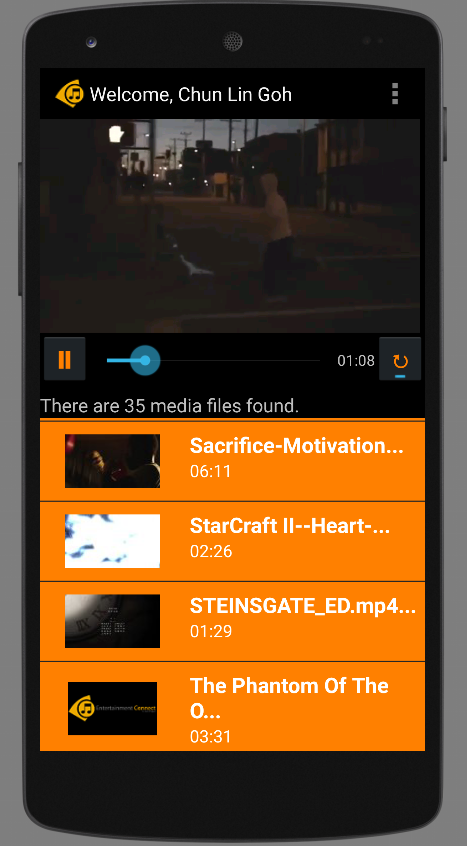 Welcome, Chun Lin Goh
01:08
There are 35 media files found.
Sacrifice-Motivation...
06:11
StarCraft II--Heart-...
02:26
STEINSGATE_ED.mp4...
01:29
Entertainment Connect
The Phantom Of The
O...
03:31